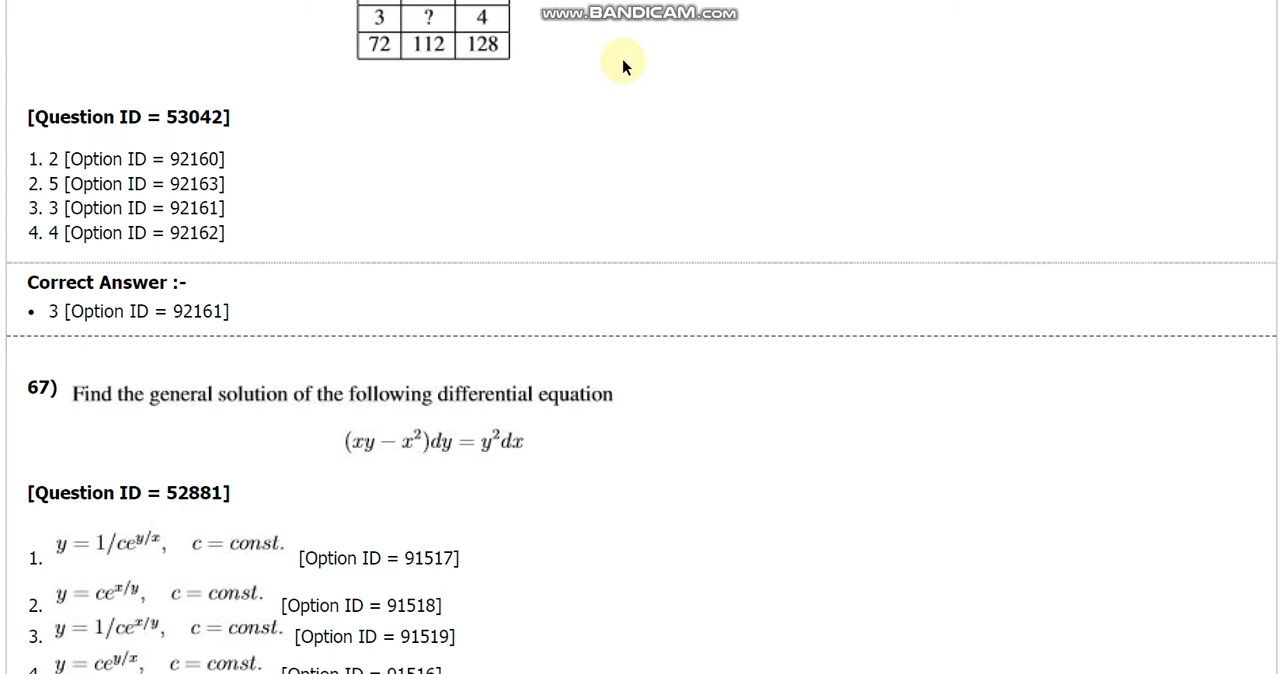 www.BANDICAM.com
3 ? 4
72 112 128
[Question ID = 53042]
1. 2 [Option ID = 92160]
2. 5 [Option ID = 92163]
3. 3 [Option ID = 92161]
4. 4 [Option ID = 92162]
Correct Answer :-
• 3 [Option ID = 92161]
67) Find the general solution of the following differential equation
(xy − x²)dy = y²dx
[Question ID = 52881]
1. y = 1/ce^{y/x}, c = const. [Option ID = 91517]
2. y = ce^{x/y}, c = const. [Option ID = 91518]
3. y = 1/ce^{x/y}, c = const. [Option ID = 91519]
4. y = ce^{y/x}, c = const. [Option ID = 91516]